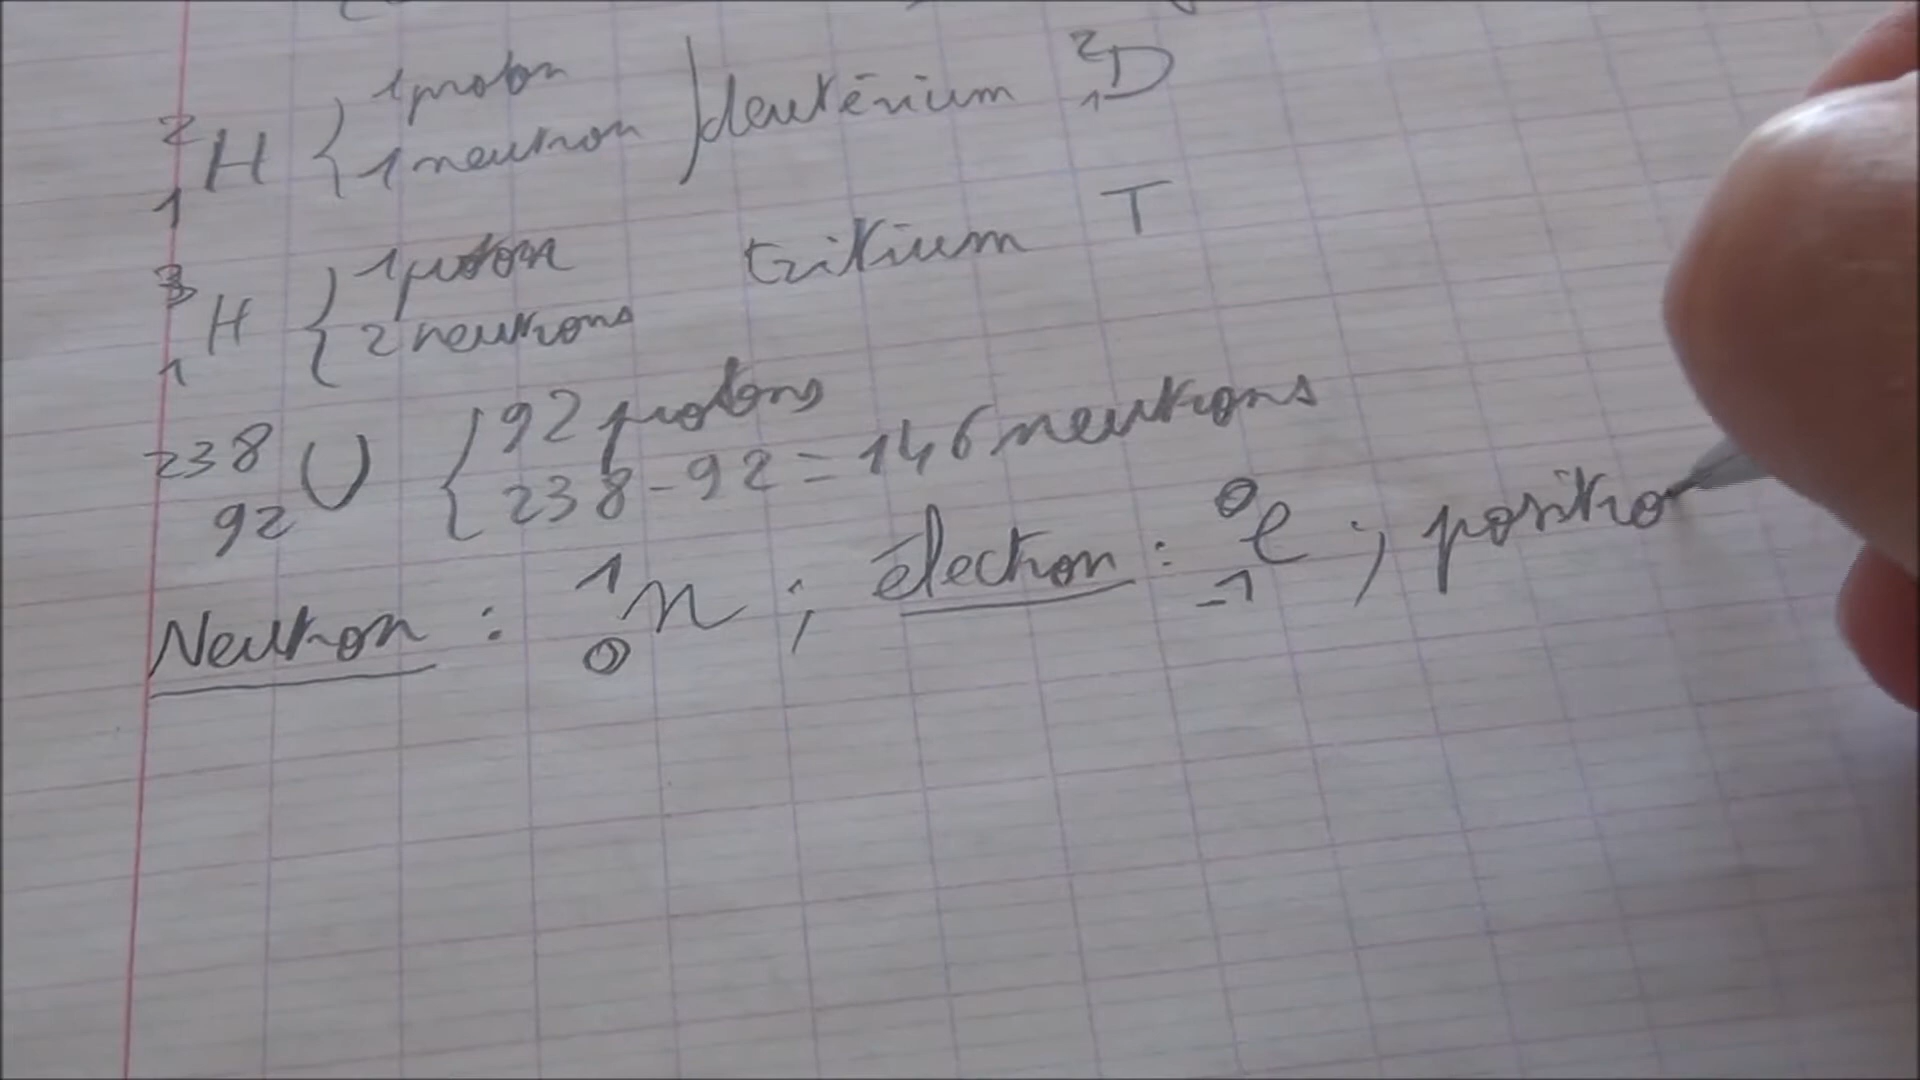 ²₁H { 1 proton
1 neutron ) deutérium ²₁D
³₁H { 1 proton
2 neutrons tritium T
²³⁸₉₂U { 92 protons
238 - 92 = 146 neutrons
Neutron : ¹₀n ; électron : ⁰₋₁e ; positro